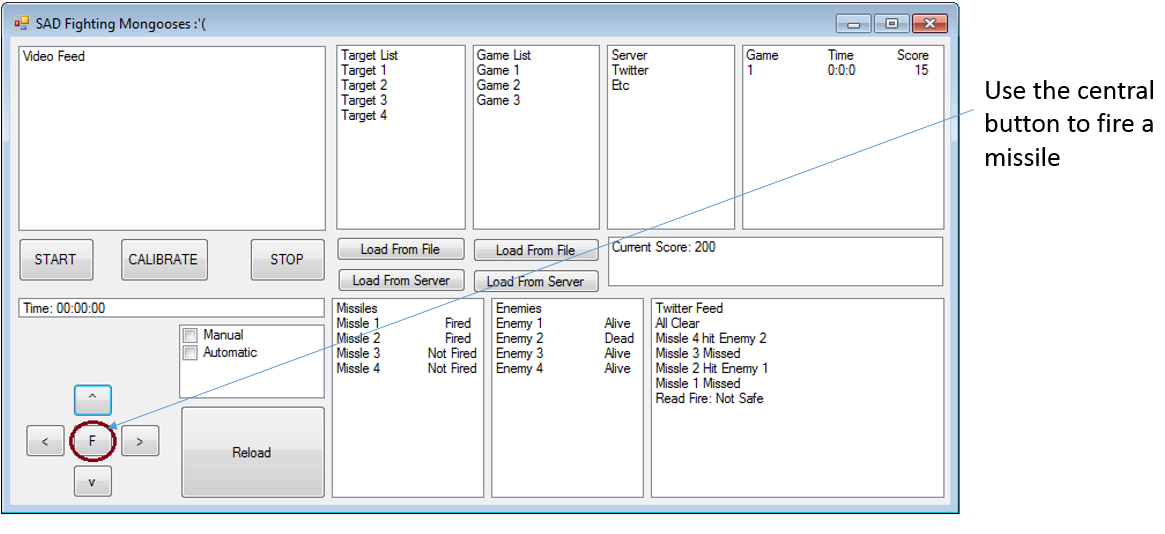 SAD Fighting Mongooses :'(
Video Feed
Target List
Target 1
Target 2
Target 3
Target 4
Game List
Game 1
Game 2
Game 3
Server
Twitter
Etc
Game Time Score
1 0:0:0 15
Use the central
button to fire a
missile
START
CALIBRATE
STOP
Load From File
Load From Server
Load From File
Load From Server
Current Score: 200
Time: 00:00:00
Manual
Automatic
^
< F >
v
Reload
Missiles
Missle 1 Fired
Missle 2 Fired
Missle 3 Not Fired
Missle 4 Not Fired
Enemies
Enemy 1 Alive
Enemy 2 Dead
Enemy 3 Alive
Enemy 4 Alive
Twitter Feed
All Clear
Missle 4 hit Enemy 2
Missle 3 Missed
Missle 2 Hit Enemy 1
Missle 1 Missed
Read Fire: Not Safe